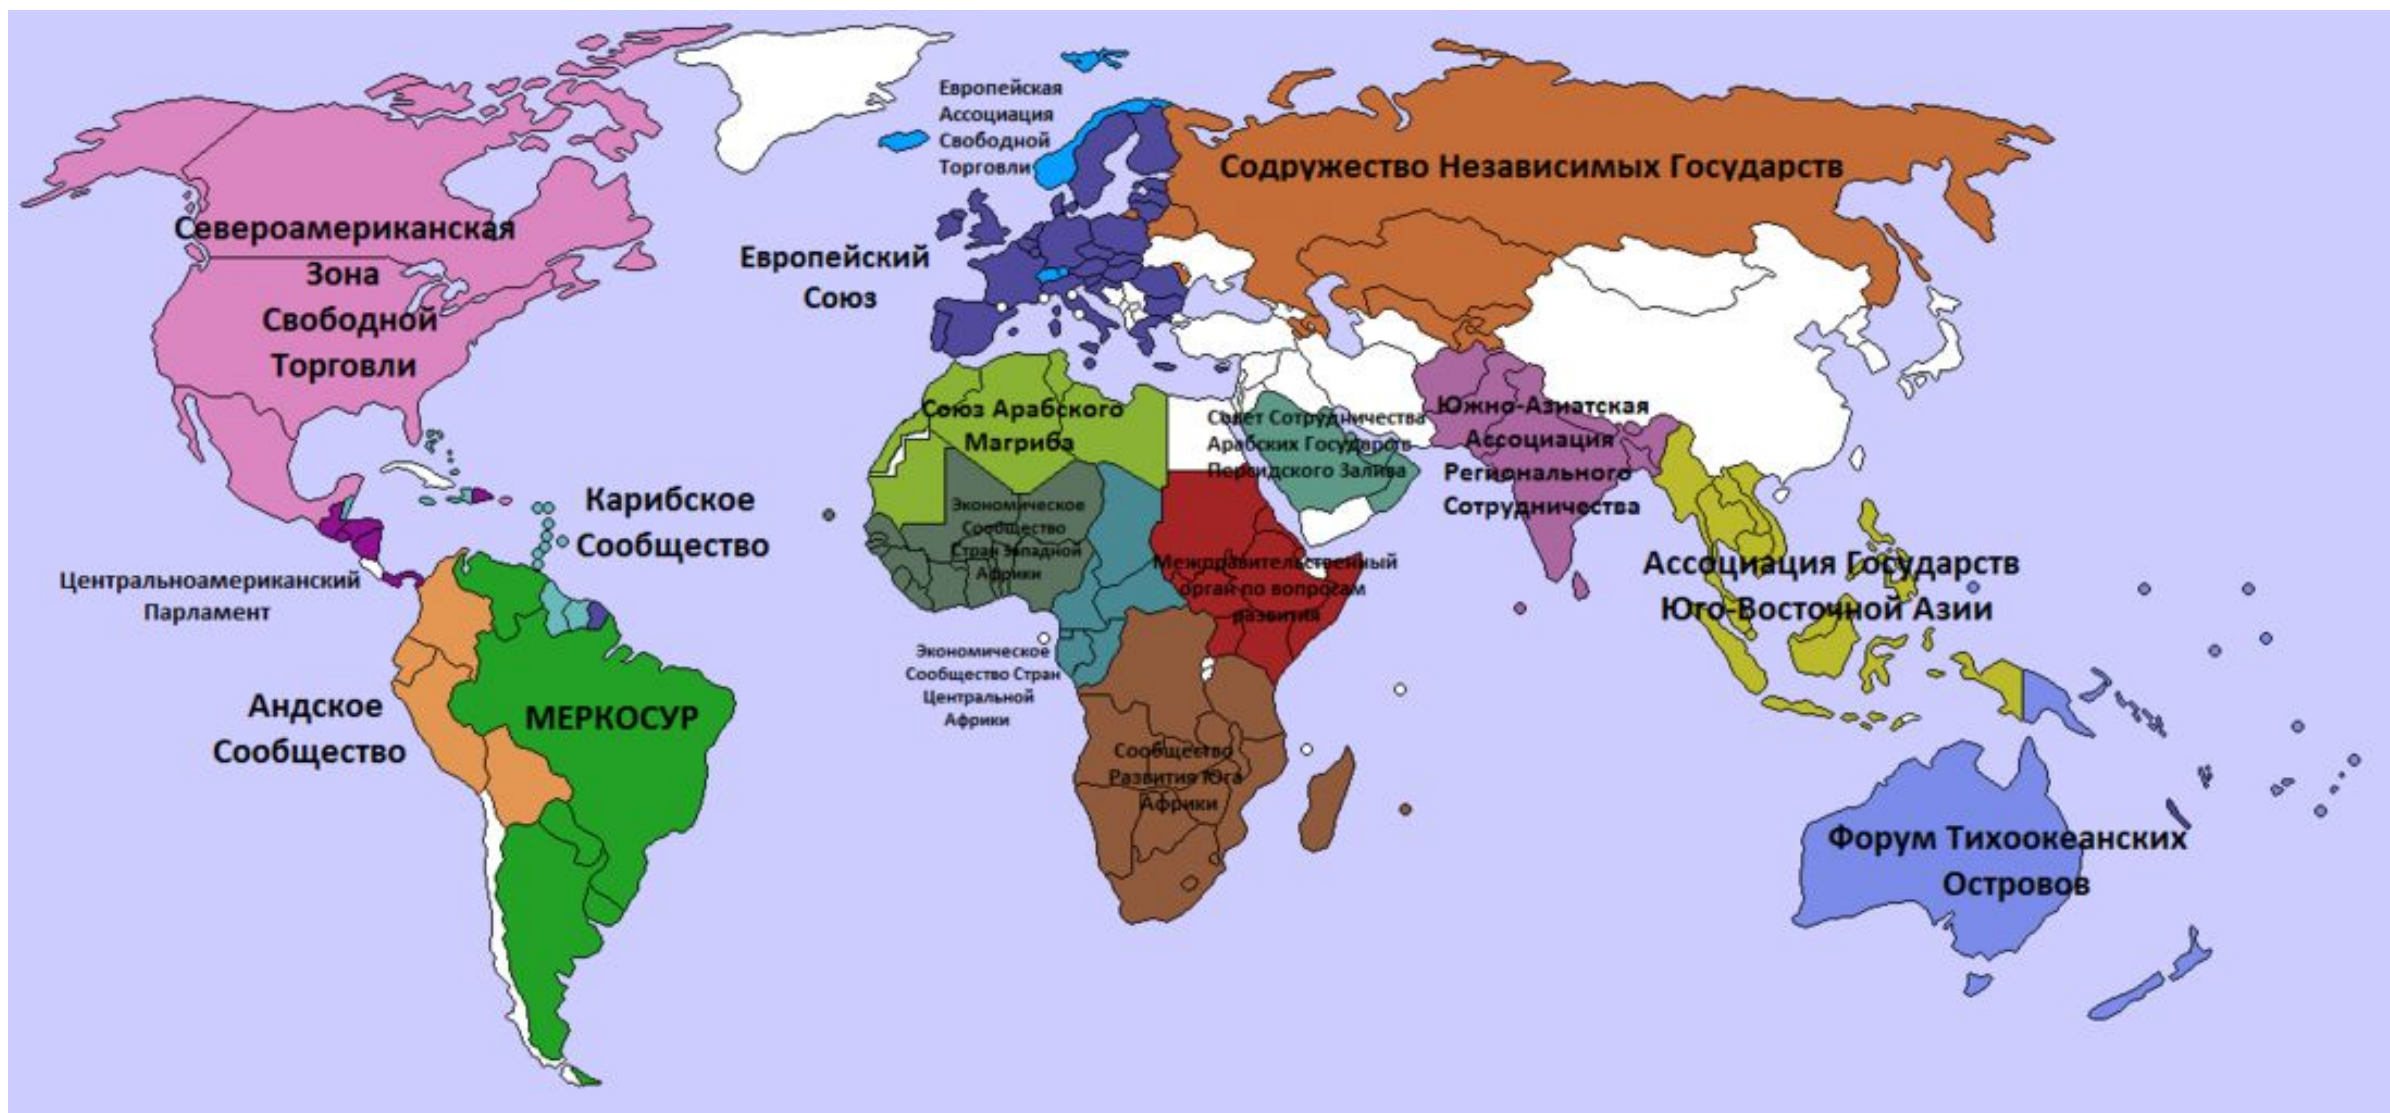 Европейская
Ассоциация
Свободной
Торговли
Содружество Независимых Государств
Североамериканская
Зона
Свободной
Торговли
Европейский
Союз
Союз Арабского
Магриба
Совет Сотрудничества
Арабских Государств
Персидского Залива
Южно-Азиатская
Ассоциация
Регионального
Сотрудничества
Карибское
Сообщество
Экономическое
Сообщество
Стран Западной
Африки
Центральноамериканский
Парламент
Межправительственный
орган по вопросам
развития
Ассоциация Государств
Юго-Восточной Азии
Экономическое
Сообщество Стран
Центральной
Африки
Андское
Сообщество
МЕРКОСУР
Сообщество
Развития Юга
Африки
Форум Тихоокеанских
Островов